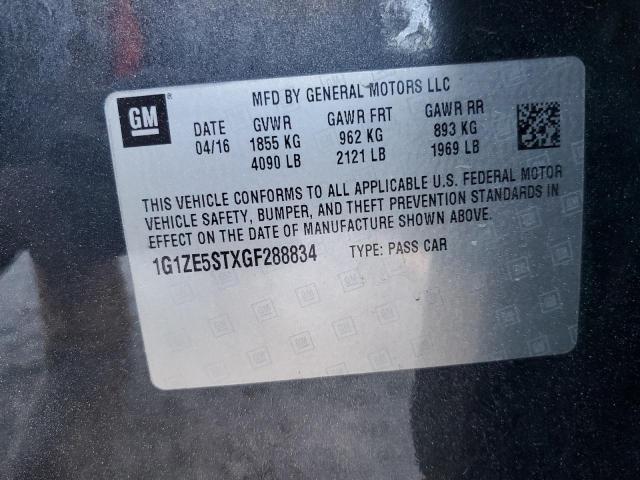 GM
MFD BY GENERAL MOTORS LLC
DATE GVWR GAWR FRT GAWR RR
04/16 1855 KG 962 KG 893 KG
4090 LB 2121 LB 1969 LB
THIS VEHICLE CONFORMS TO ALL APPLICABLE U.S. FEDERAL MOTOR
VEHICLE SAFETY, BUMPER, AND THEFT PREVENTION STANDARDS IN
EFFECT ON THE DATE OF MANUFACTURE SHOWN ABOVE.
1G1ZE5STXGF288834 TYPE: PASS CAR